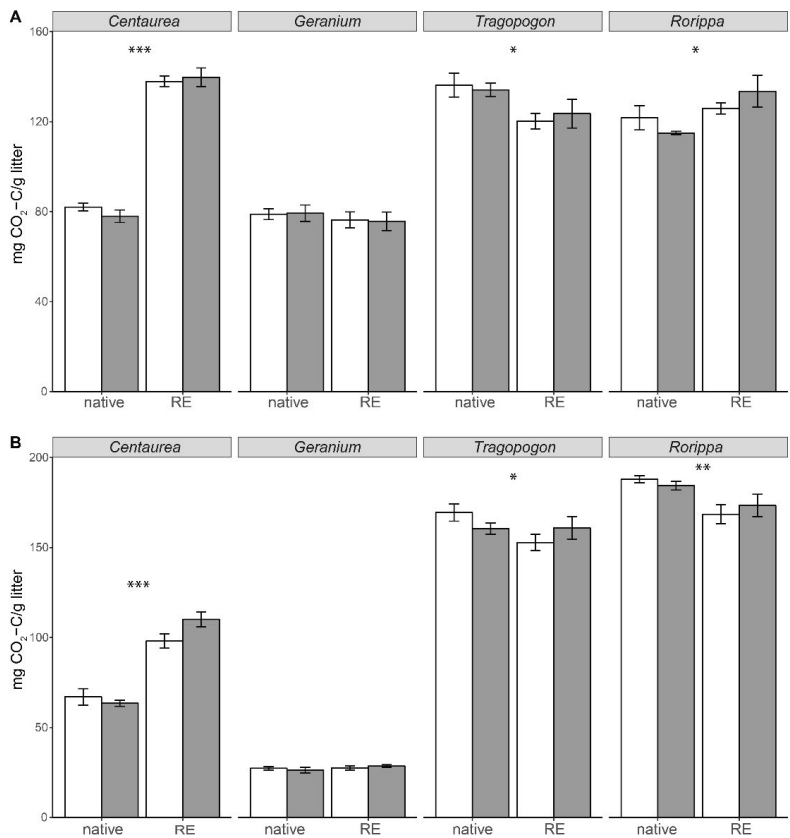 A
Centaurea Geranium Tragopogon Rorippa
160
*** * *
120
80
40
0
mg CO₂−C/g litter
native RE native RE native RE native RE
B
Centaurea Geranium Tragopogon Rorippa
200
** 
*
150
***
100
50
0
mg CO₂−C/g litter
native RE native RE native RE native RE